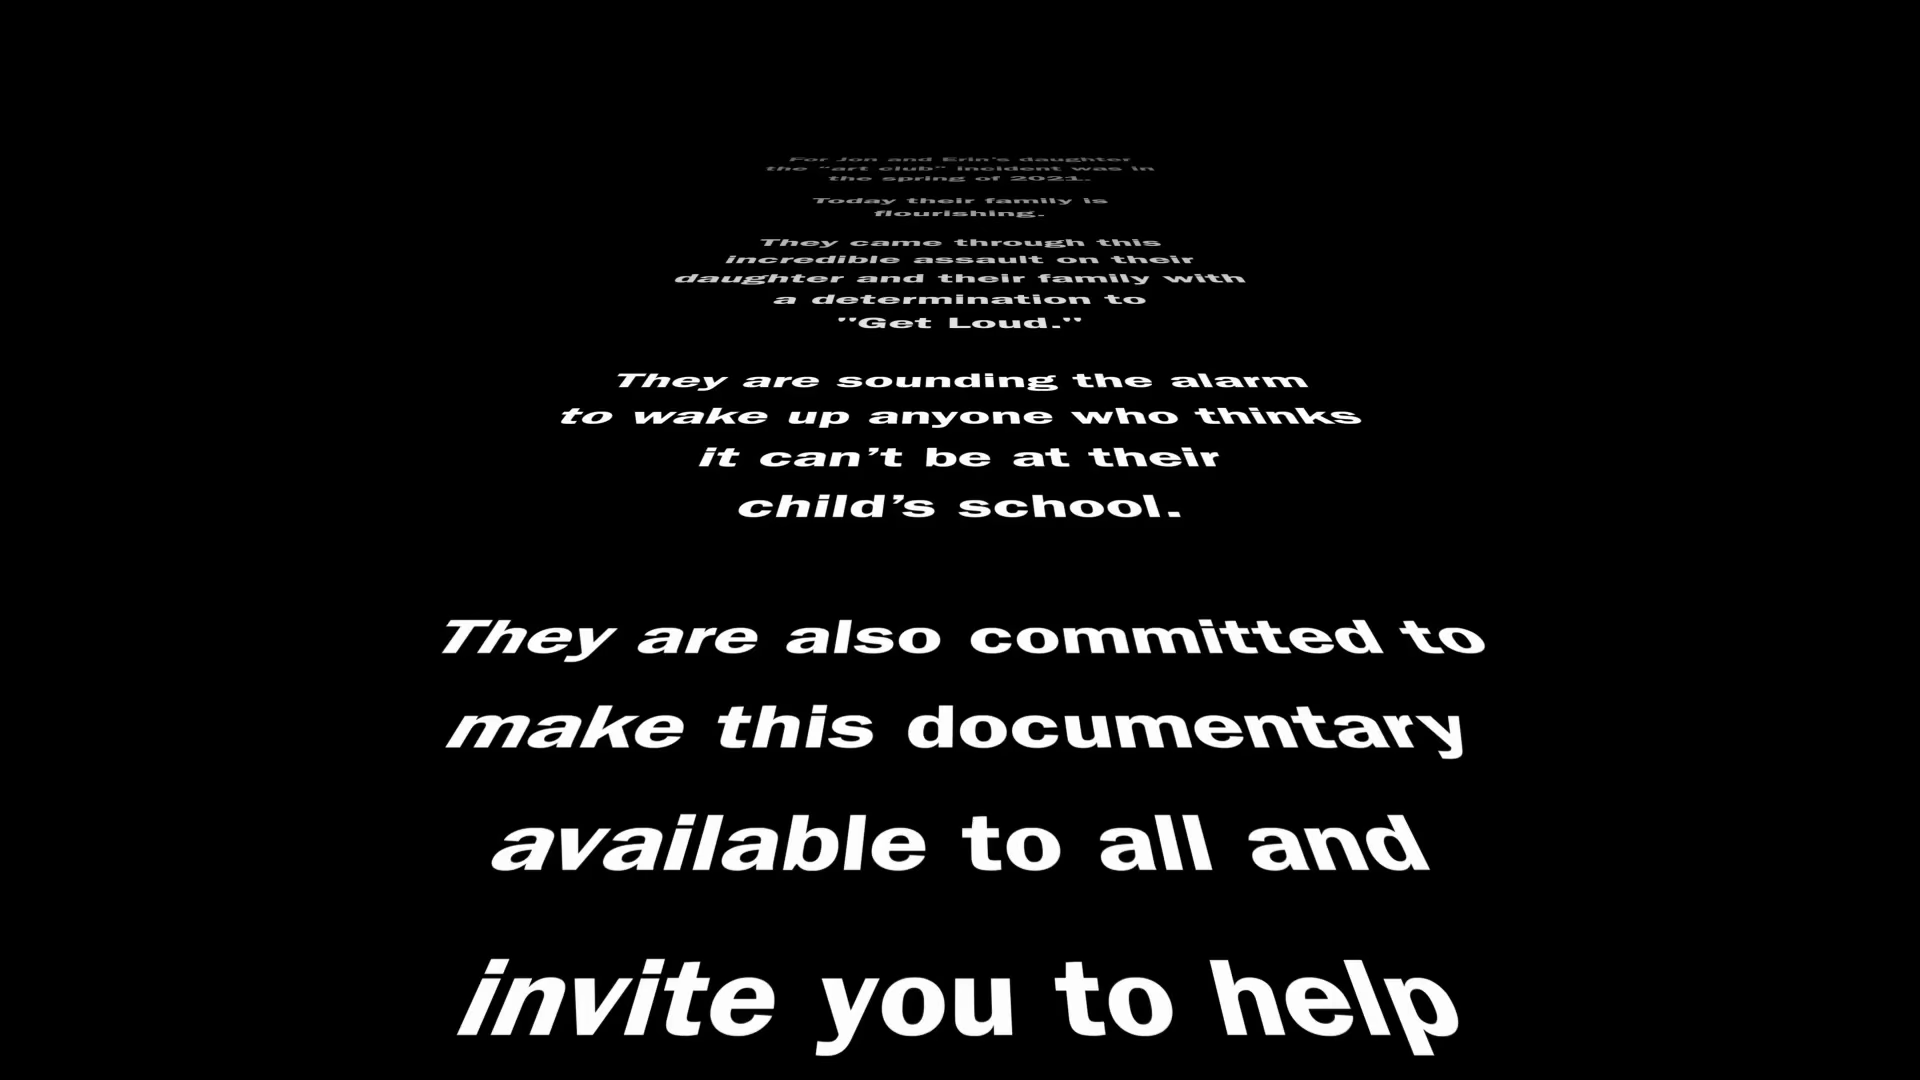 For Jon and Erin's daughter
the "art club" incident was in
the spring of 2021.
Today their family is
flourishing.
They came through this
incredible assault on their
daughter and their family with
a determination to
"Get Loud."
They are sounding the alarm
to wake up anyone who thinks
it can’t be at their
child’s school.
They are also committed to
make this documentary
available to all and
invite you to help